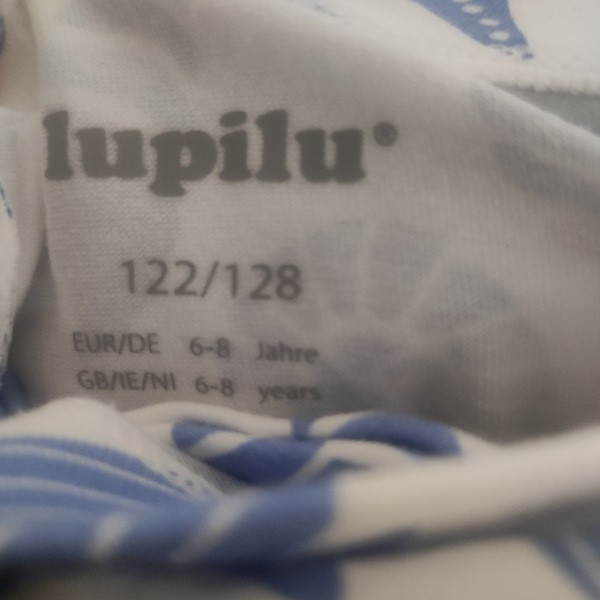 lupilu®
122/128
EUR/DE 6-8 Jahre
GB/IE/NI 6-8 years